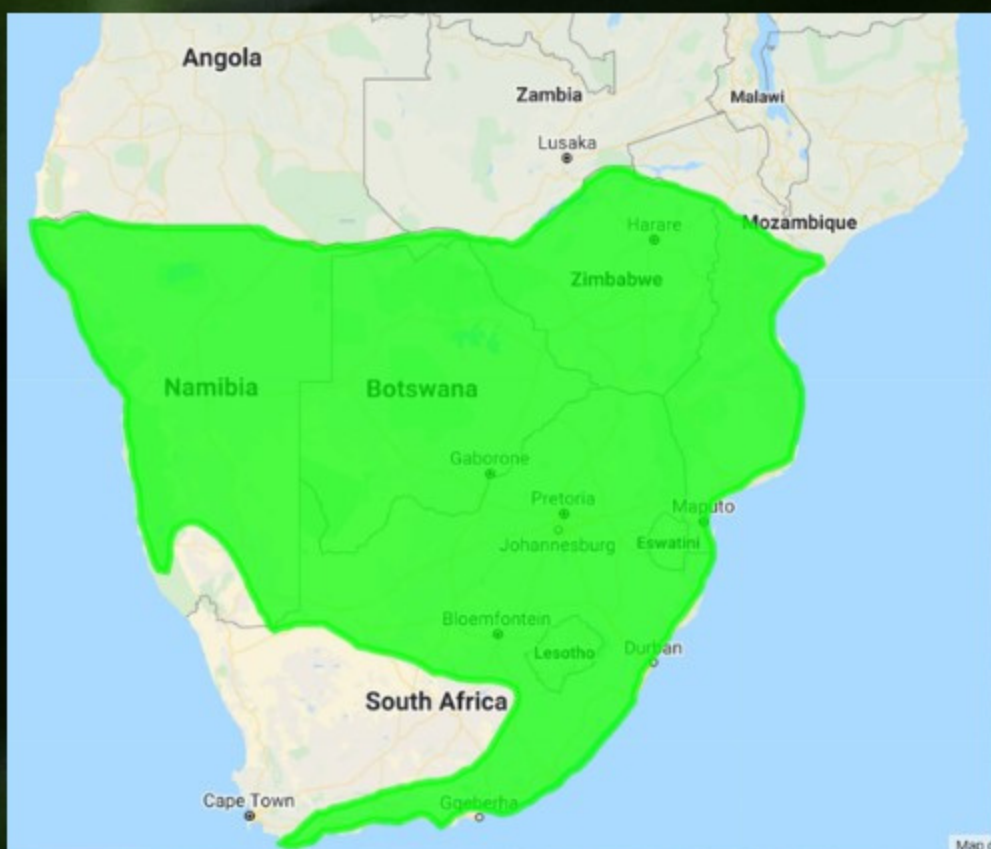 Angola
Zambia
Malawi
Lusaka
Mozambique
Harare
Zimbabwe
Namibia
Botswana
Gaborone
Pretoria
Maputo
Johannesburg
Eswatini
Bloemfontein
Lesotho
Durban
South Africa
Cape Town
Gqeberha
Map